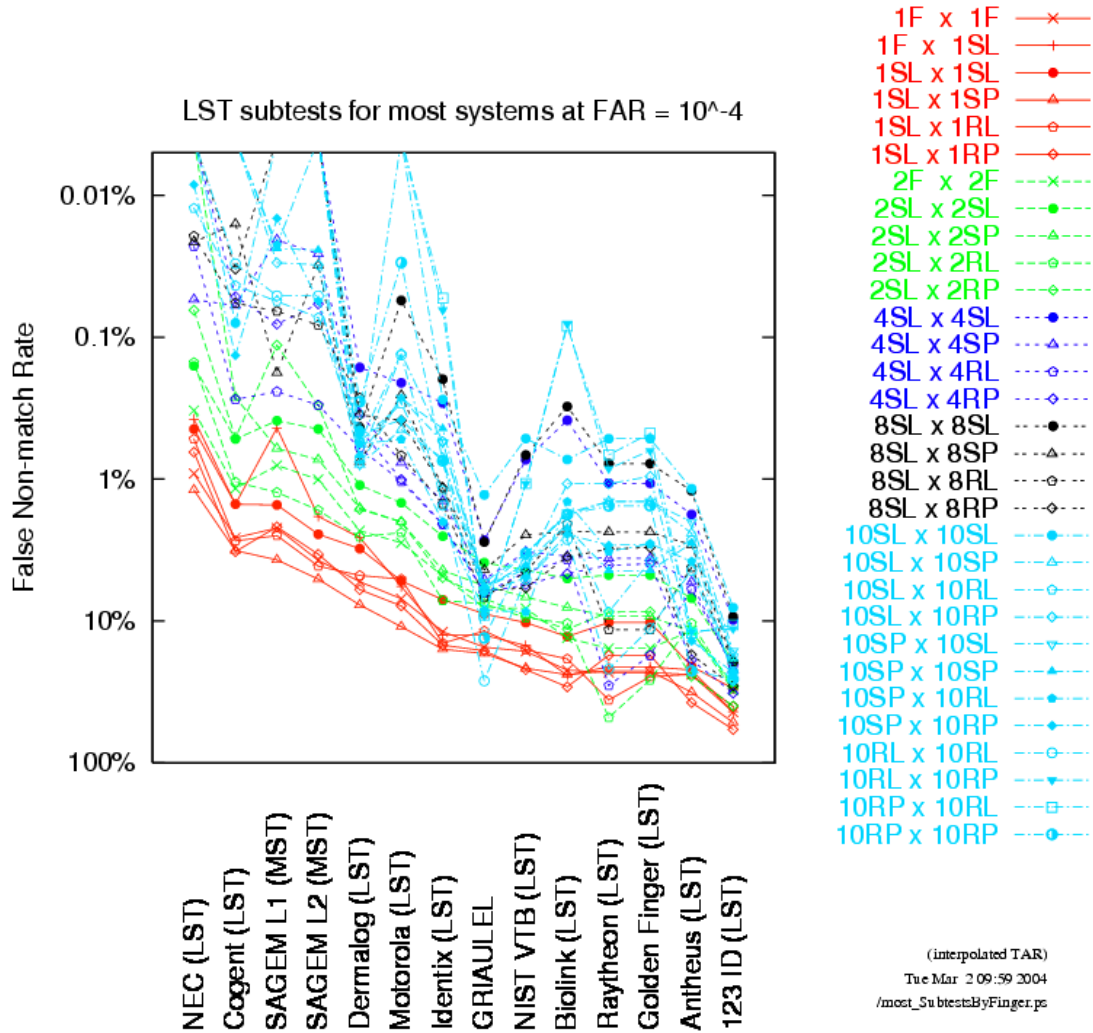 LST subtests for most systems at FAR = 10^-4
False Non-match Rate
0.01%
0.1%
1%
10%
100%
NEC (LST)
Cogent (LST)
SAGEM L1 (MST)
SAGEM L2 (MST)
Dermalog (LST)
Motorola (LST)
Identix (LST)
GRIAULEL
NIST VTB (LST)
Biolink (LST)
Raytheon (LST)
Golden Finger (LST)
Antheus (LST)
123 ID (LST)
1F x 1F
1F x 1SL
1SL x 1SL
1SL x 1SP
1SL x 1RL
1SL x 1RP
2F x 2F
2SL x 2SL
2SL x 2SP
2SL x 2RL
2SL x 2RP
4SL x 4SL
4SL x 4SP
4SL x 4RL
4SL x 4RP
8SL x 8SL
8SL x 8SP
8SL x 8RL
8SL x 8RP
10SL x 10SL
10SL x 10SP
10SL x 10RL
10SL x 10RP
10SP x 10SL
10SP x 10SP
10SP x 10RL
10SP x 10RP
10RL x 10RL
10RL x 10RP
10RP x 10RL
10RP x 10RP
(interpolated TAR)
Tue Mar 2 09:59 2004
/most_SubtestsByFinger.ps